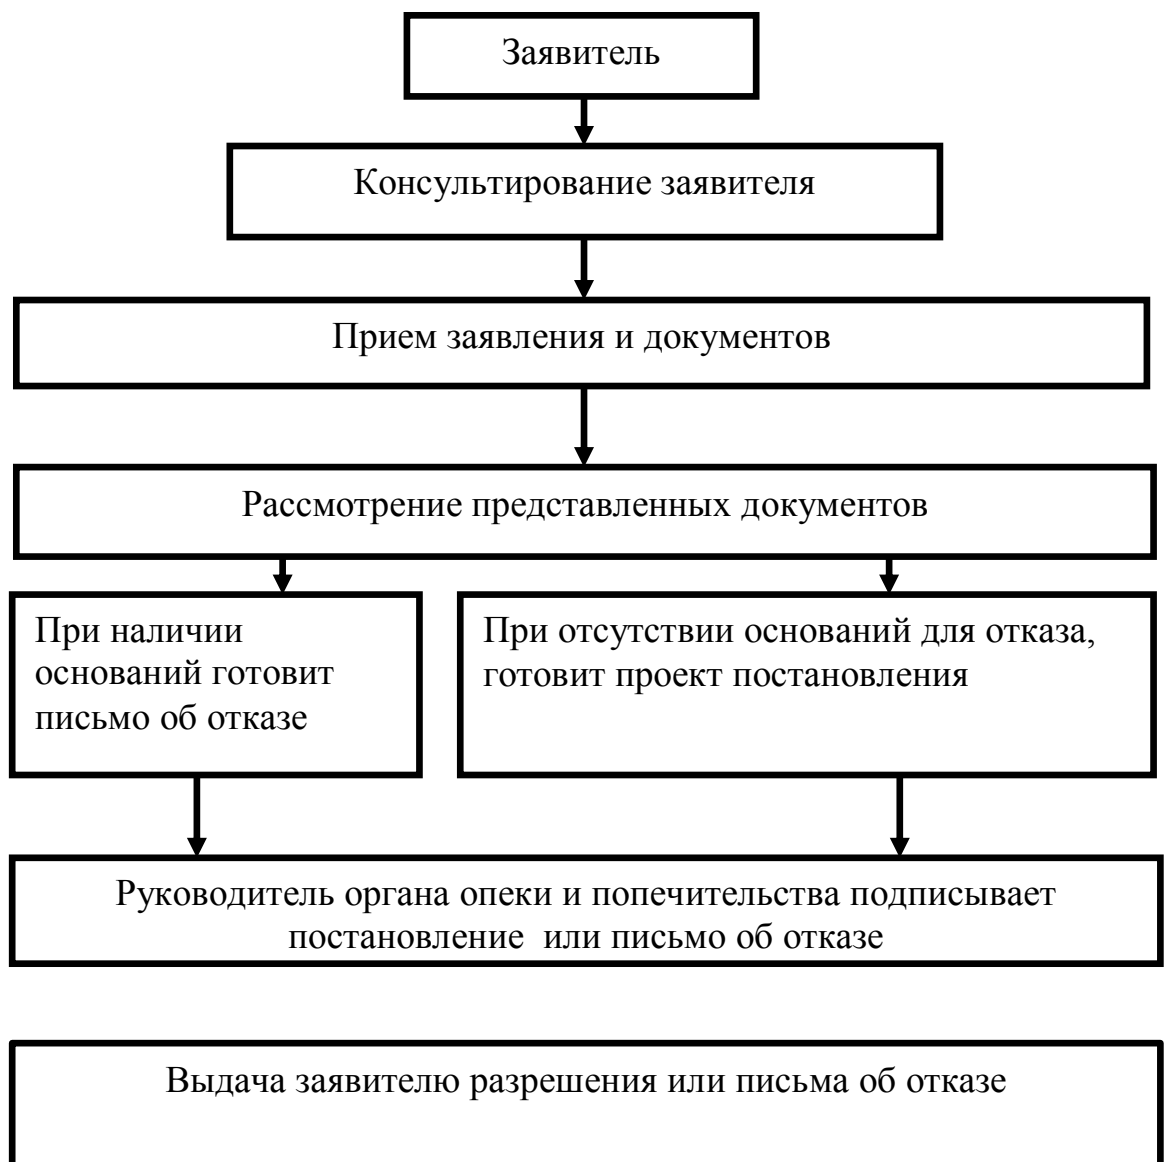 Заявитель
Консультирование заявителя
Прием заявления и документов
Рассмотрение представленных документов
При наличии
оснований готовит
письмо об отказе
При отсутствии оснований для отказа,
готовит проект постановления
Руководитель органа опеки и попечительства подписывает
постановление  или письмо об отказе
Выдача заявителю разрешения или письма об отказе